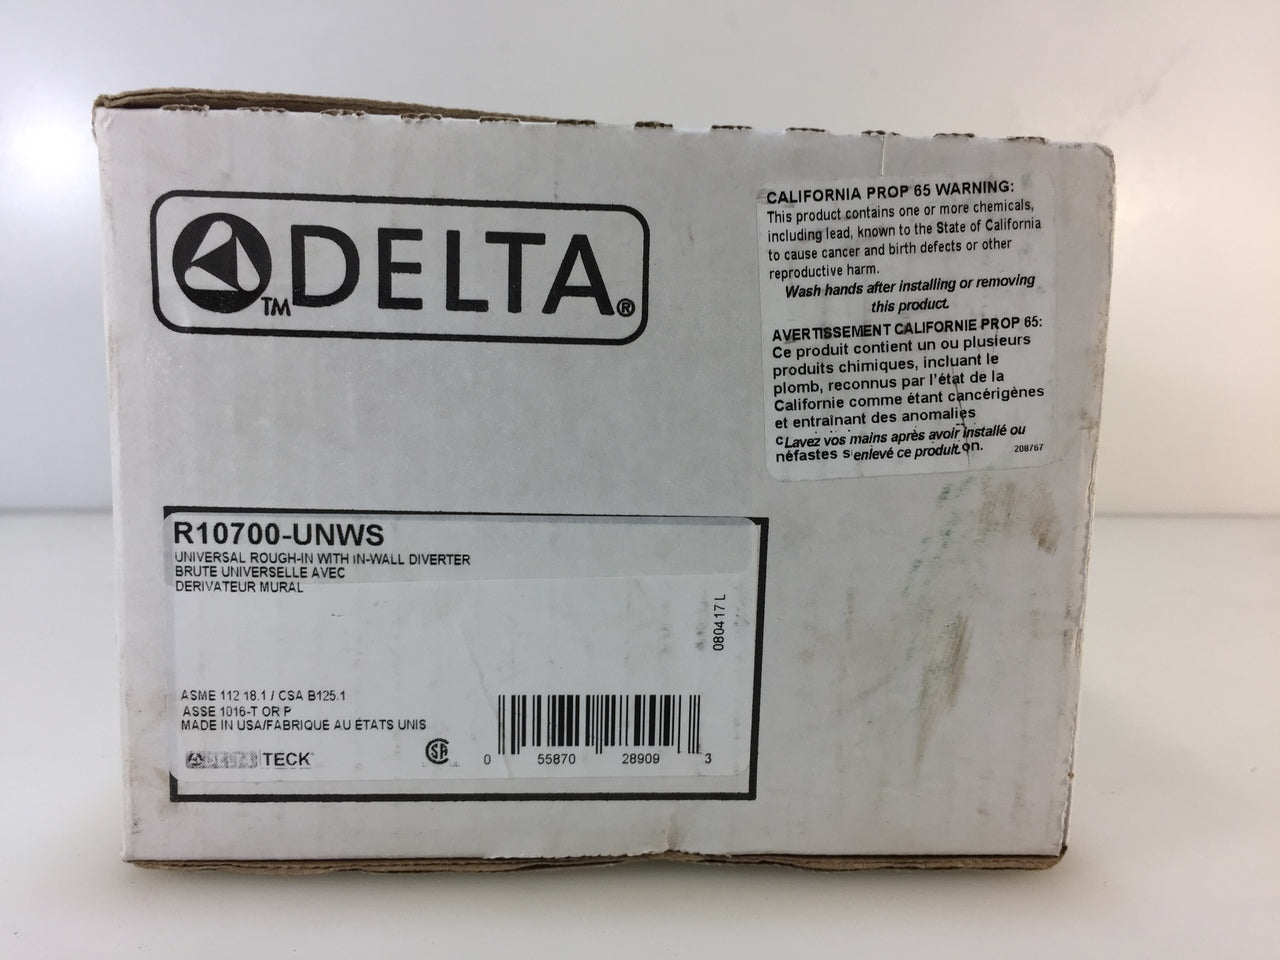 ™DELTA®
CALIFORNIA PROP 65 WARNING:
This product contains one or more chemicals,
including lead, known to the State of California
to cause cancer and birth defects or other
reproductive harm.
Wash hands after installing or removing
this product.
AVERTISSEMENT CALIFORNIE PROP 65:
Ce produit contient un ou plusieurs
produits chimiques, incluant le
plomb, reconnus par l'état de la
Californie comme étant cancérigènes
et entraînant des anomalies
Lavez vos mains après avoir installé ou
néfastes s enlevé ce produit. on.
208767
R10700-UNWS
UNIVERSAL ROUGH-IN WITH IN-WALL DIVERTER
BRUTE UNIVERSELLE AVEC
DERIVATEUR MURAL
080417 L
ASME 112 18.1 / CSA B125.1
ASSE 1016-T OR P
MADE IN USA/FABRIQUE AU ÉTATS UNIS
DELTA TECK
CSA
0 55870 28909 3